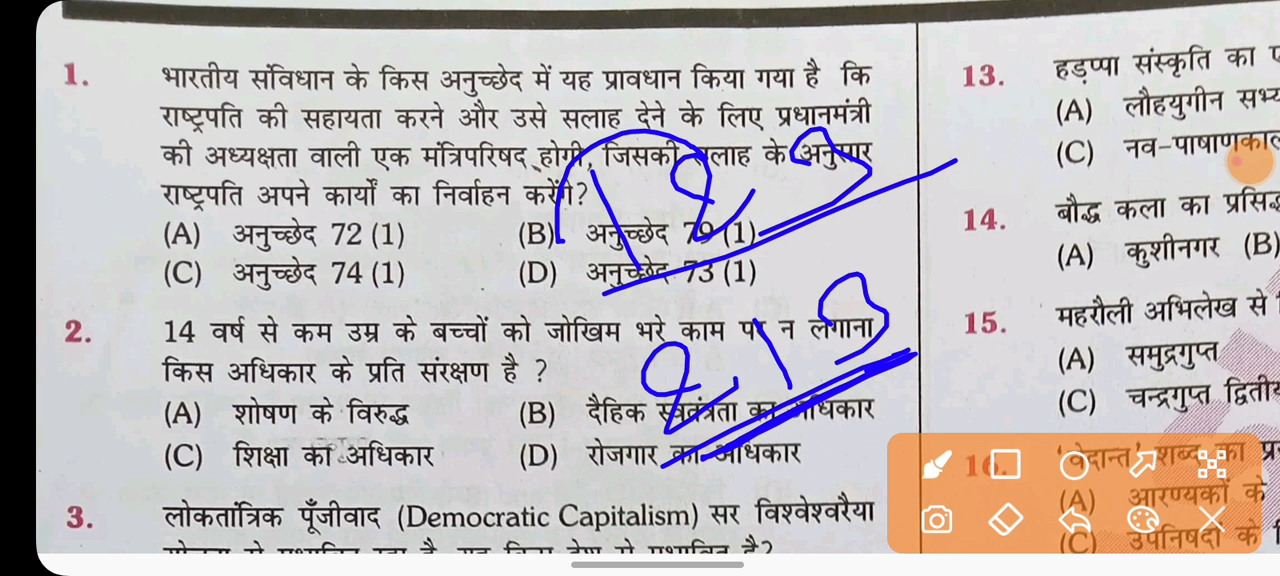 1. भारतीय संविधान के किस अनुच्छेद में यह प्रावधान किया गया है कि
राष्ट्रपति की सहायता करने और उसे सलाह देने के लिए प्रधानमंत्री
की अध्यक्षता वाली एक मंत्रिपरिषद् होगी, जिसकी सलाह के अनुसार
राष्ट्रपति अपने कार्यों का निर्वाहन करेंगे?
(A) अनुच्छेद 72 (1) (B) अनुच्छेद 79 (1)
(C) अनुच्छेद 74 (1) (D) अनुच्छेद 73 (1)
2. 14 वर्ष से कम उम्र के बच्चों को जोखिम भरे काम पर न लगाना
किस अधिकार के प्रति संरक्षण है ?
(A) शोषण के विरुद्ध (B) दैहिक स्वतंत्रता का अधिकार
(C) शिक्षा का अधिकार (D) रोजगार का अधिकार
3. लोकतांत्रिक पूँजीवाद (Democratic Capitalism) सर विश्वेश्वरैया
13. हड़प्पा संस्कृति का
(A) लौहयुगीन
(C) नव-पाषाणकाल
14. बौद्ध कला का
(A) कुशीनगर (B)
15. महरौली अभिलेख से
(A) समुद्रगुप्त
(C) चन्द्रगुप्त
16. 'वेदान्त' शब्द का
(A) आरण्यकों के
(C) उपनिषदों के